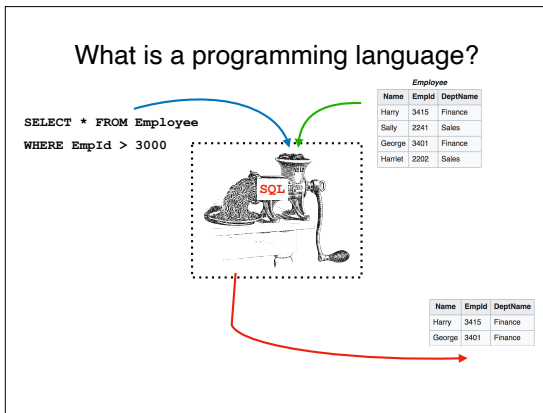 What is a programming language?
Employee
Name EmpId DeptName
Harry 3415 Finance
Sally 2241 Sales
George 3401 Finance
Harriet 2202 Sales
SELECT * FROM Employee
WHERE EmpId > 3000
SQL
Name EmpId DeptName
Harry 3415 Finance
George 3401 Finance